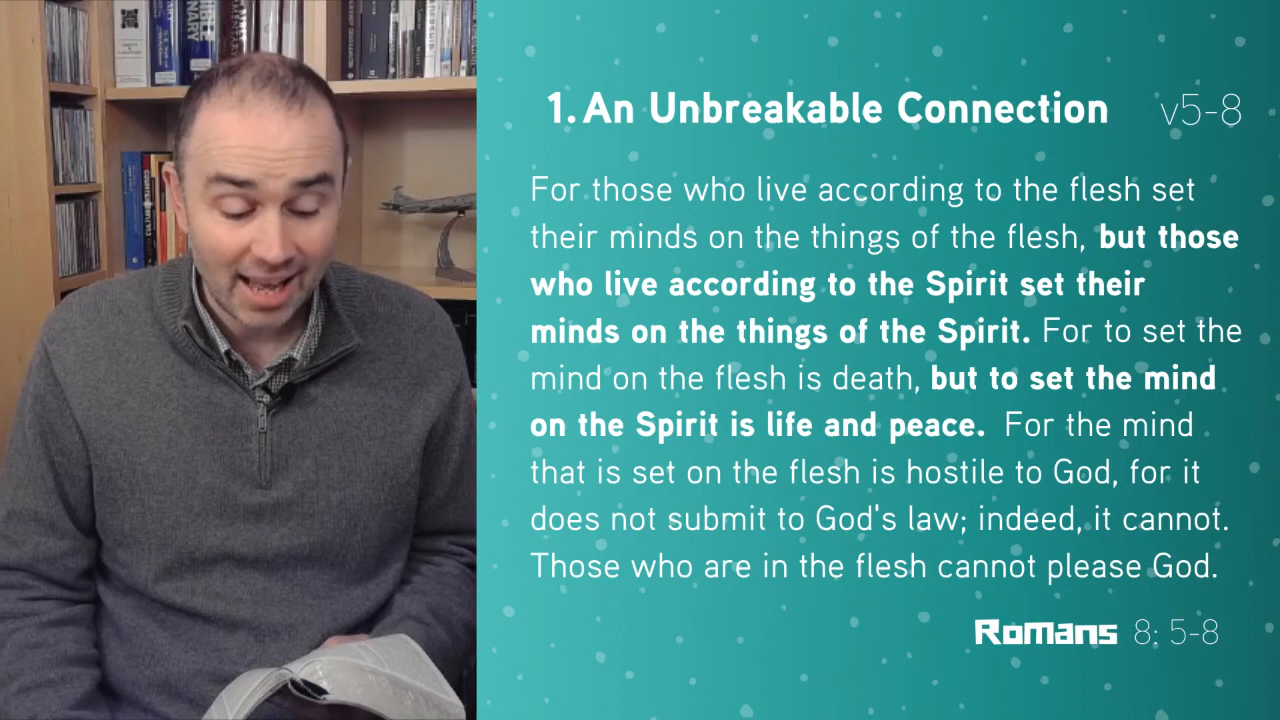 1. An Unbreakable Connection v5-8
For those who live according to the flesh set
their minds on the things of the flesh, but those
who live according to the Spirit set their
minds on the things of the Spirit. For to set the
mind on the flesh is death, but to set the mind
on the Spirit is life and peace. For the mind
that is set on the flesh is hostile to God, for it
does not submit to God's law; indeed, it cannot.
Those who are in the flesh cannot please God.
Romans 8: 5-8